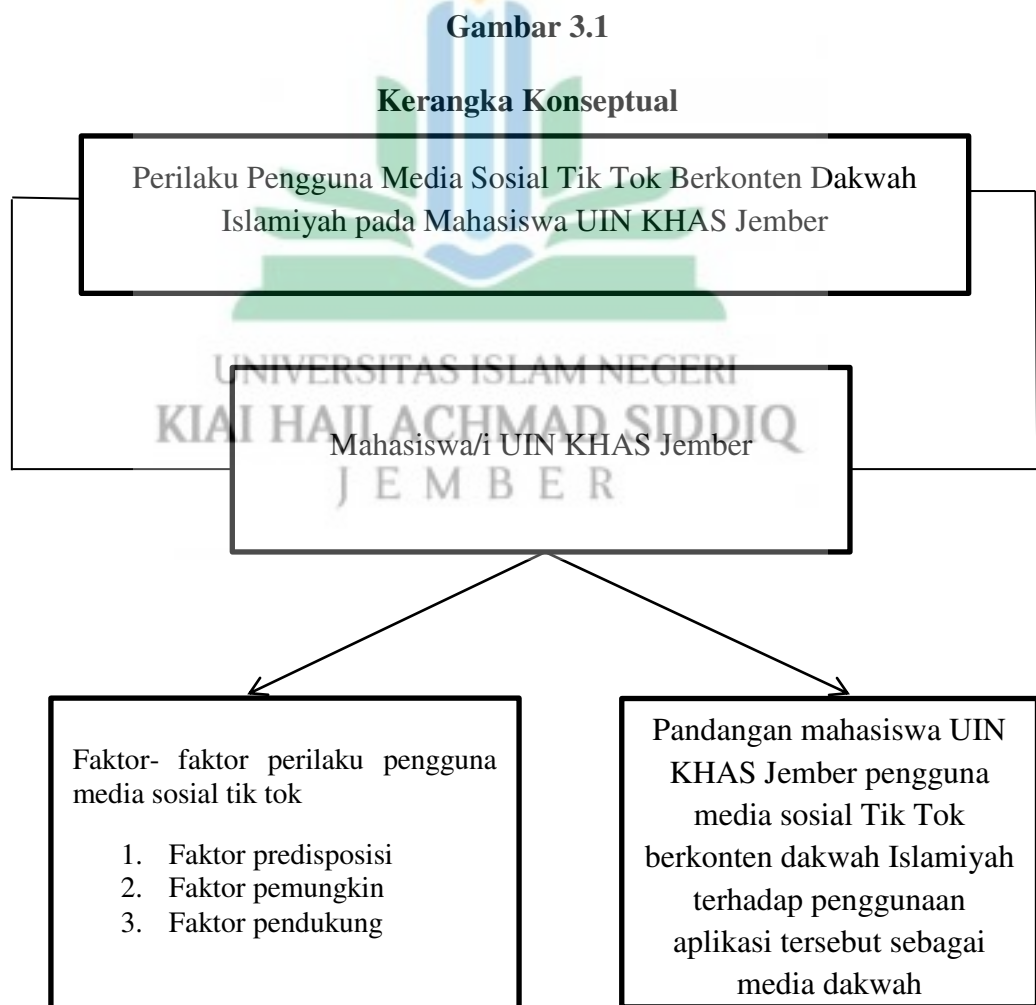 Gambar 3.1
Kerangka Konseptual
Perilaku Pengguna Media Sosial Tik Tok Berkonten Dakwah
Islamiyah pada Mahasiswa UIN KHAS Jember
UNIVERSITAS ISLAM NEGERI
KIAI HAJI ACHMAD SIDDIQ
JEMBER
Mahasiswa/i UIN KHAS Jember
Faktor- faktor perilaku pengguna
media sosial tik tok
1. Faktor predisposisi
2. Faktor pemungkin
3. Faktor pendukung
Pandangan mahasiswa UIN
KHAS Jember pengguna
media sosial Tik Tok
berkonten dakwah Islamiyah
terhadap penggunaan
aplikasi tersebut sebagai
media dakwah